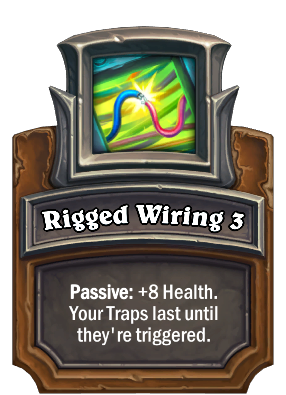 Rigged Wiring 3
Passive: +8 Health.
Your Traps last until
they're triggered.